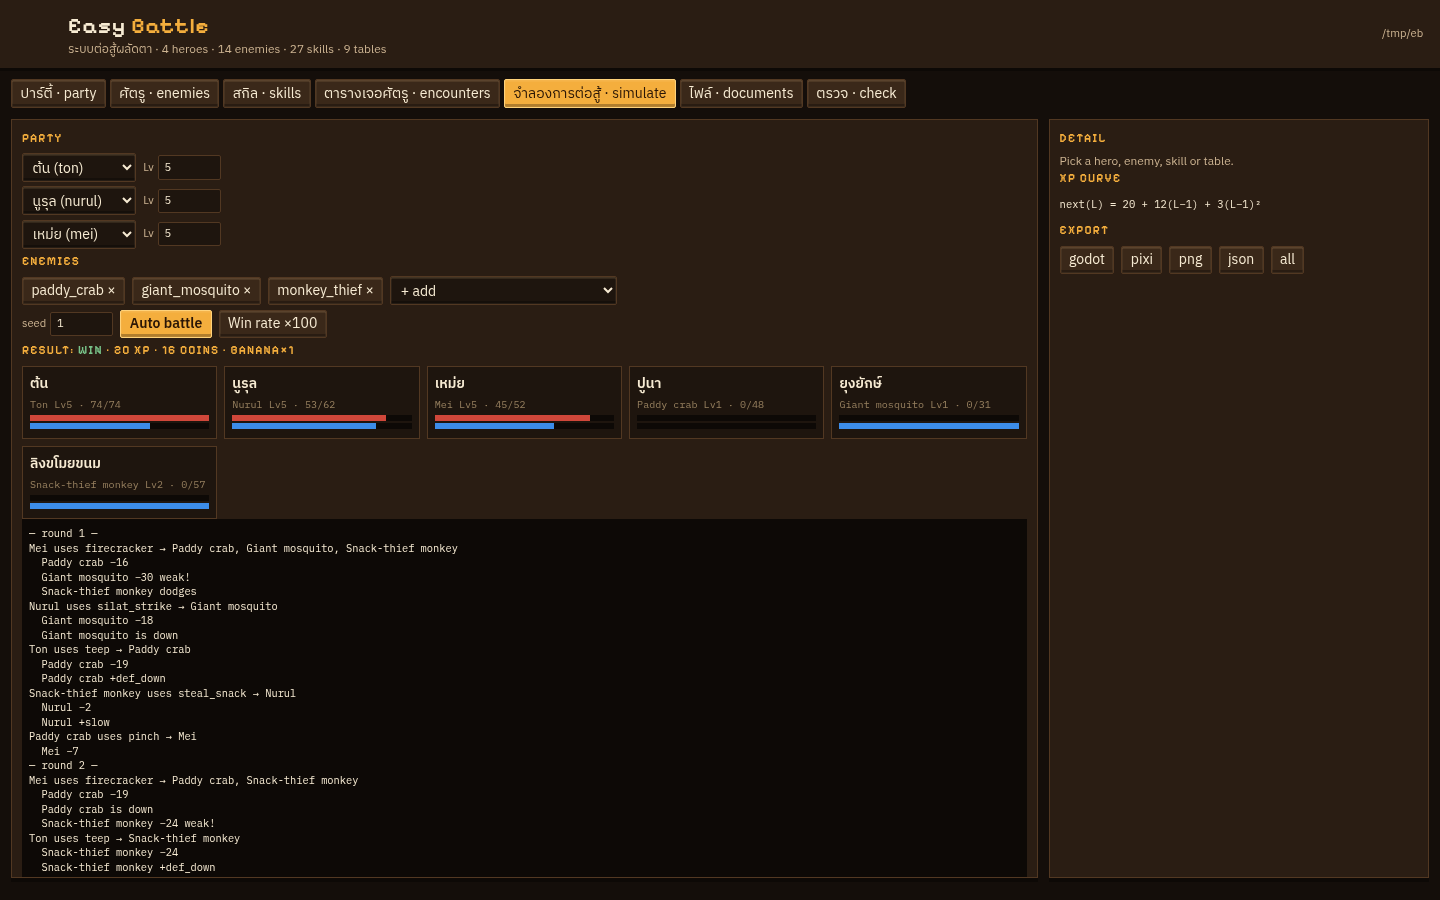 Easy Battle
ระบบต่อสู้ผลัดตา · 4 heroes · 14 enemies · 27 skills · 9 tables
/tmp/eb
ปาร์ตี้ · party
ศัตรู · enemies
สกิล · skills
ตารางเจอศัตรู · encounters
จำลองการต่อสู้ · simulate
ไฟล์ · documents
ตรวจ · check
PARTY
ต้น (ton) Lv 5
นูรุล (nurul) Lv 5
เหม่ย (mei) Lv 5
ENEMIES
paddy_crab × giant_mosquito × monkey_thief × + add
seed 1 Auto battle Win rate ×100
RESULT: WIN · 20 XP · 16 COINS · BANANA×1
ต้น
Ton Lv5 · 74/74
นูรุล
Nurul Lv5 · 53/62
เหม่ย
Mei Lv5 · 45/52
ปูนา
Paddy crab Lv1 · 0/48
ยุงยักษ์
Giant mosquito Lv1 · 0/31
ลิงขโมยขนม
Snack-thief monkey Lv2 · 0/57
— round 1 —
Mei uses firecracker → Paddy crab, Giant mosquito, Snack-thief monkey
Paddy crab −16
Giant mosquito −30 weak!
Snack-thief monkey dodges
Nurul uses silat_strike → Giant mosquito
Giant mosquito −18
Giant mosquito is down
Ton uses teep → Paddy crab
Paddy crab −19
Paddy crab +def_down
Snack-thief monkey uses steal_snack → Nurul
Nurul −2
Nurul +slow
Paddy crab uses pinch → Mei
Mei −7
— round 2 —
Mei uses firecracker → Paddy crab, Snack-thief monkey
Paddy crab −19
Paddy crab is down
Snack-thief monkey −24 weak!
Ton uses teep → Snack-thief monkey
Snack-thief monkey −24
Snack-thief monkey +def_down
DETAIL
Pick a hero, enemy, skill or table.
XP CURVE
next(L) = 20 + 12(L−1) + 3(L−1)²
EXPORT
godot pixi png json all